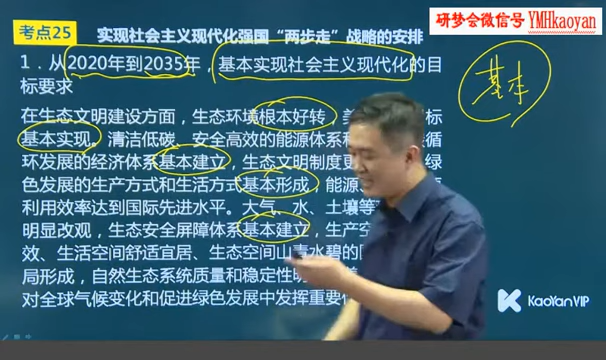 研梦会微信号
YMHkaoyan
考点25 实现社会主义现代化强国“两步走”战略的安排
1．从2020年到2035年，基本实现社会主义现代化的目
标要求
基本
在生态文明建设方面，生态环境根本好转，美 标
基本实现。清洁低碳、安全高效的能源体系和 循
环发展的经济体系基本建立，生态文明制度更 绿
色发展的生产方式和生活方式基本形成，能源
利用效率达到国际先进水平。大气、水、土壤等
明显改观，生态安全屏障体系基本建立，生产空
效、生活空间舒适宜居、生态空间山青水碧的
局形成，自然生态系统质量和稳定性明
对全球气候变化和促进绿色发展中发挥重要
KaoYanVIP